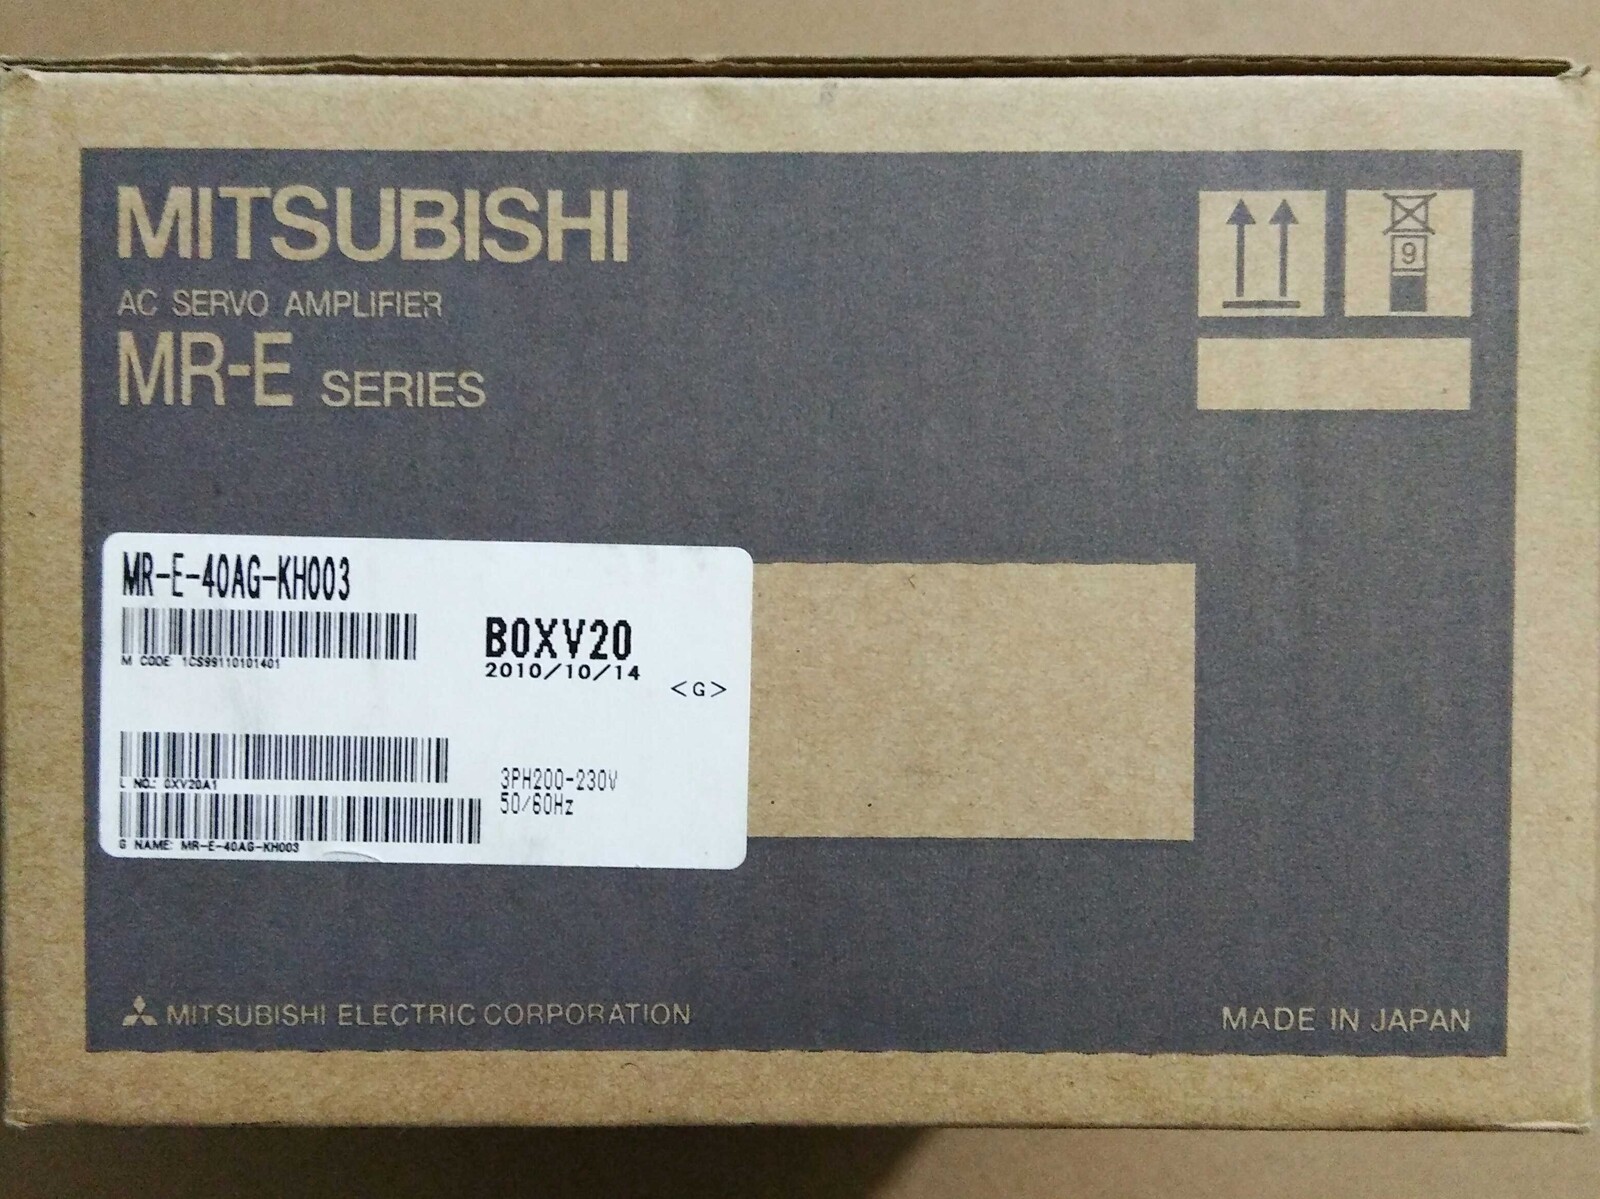 MITSUBISHI
AC SERVO AMPLIFIER
MR-E SERIES
9
MR-E-40AG-KH003
M CODE: 1CS99110101401
B0XV20
2010/10/14
<G>
L NO.: 0XV20A1
3PH200-230V
50/60Hz
G NAME: MR-E-40AG-KH003
MITSUBISHI ELECTRIC CORPORATION
MADE IN JAPAN